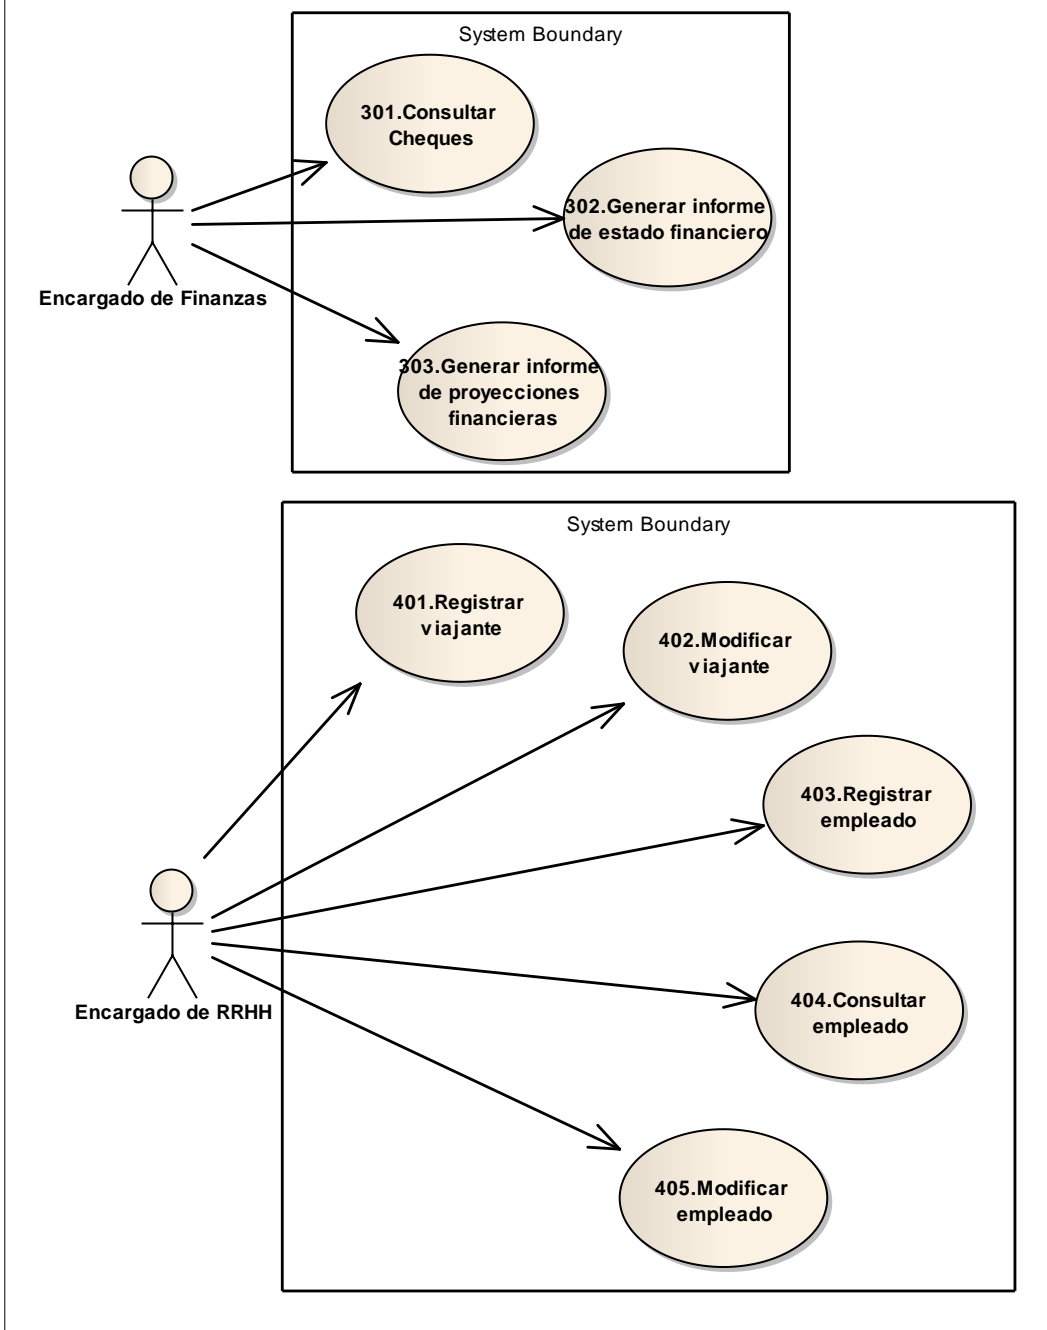 System Boundary
301.Consultar
Cheques
302.Generar informe
de estado financiero
Encargado de Finanzas
303.Generar informe
de proyecciones
financieras
System Boundary
401.Registrar
viajante
402.Modificar
viajante
403.Registrar
empleado
404.Consultar
empleado
Encargado de RRHH
405.Modificar
empleado